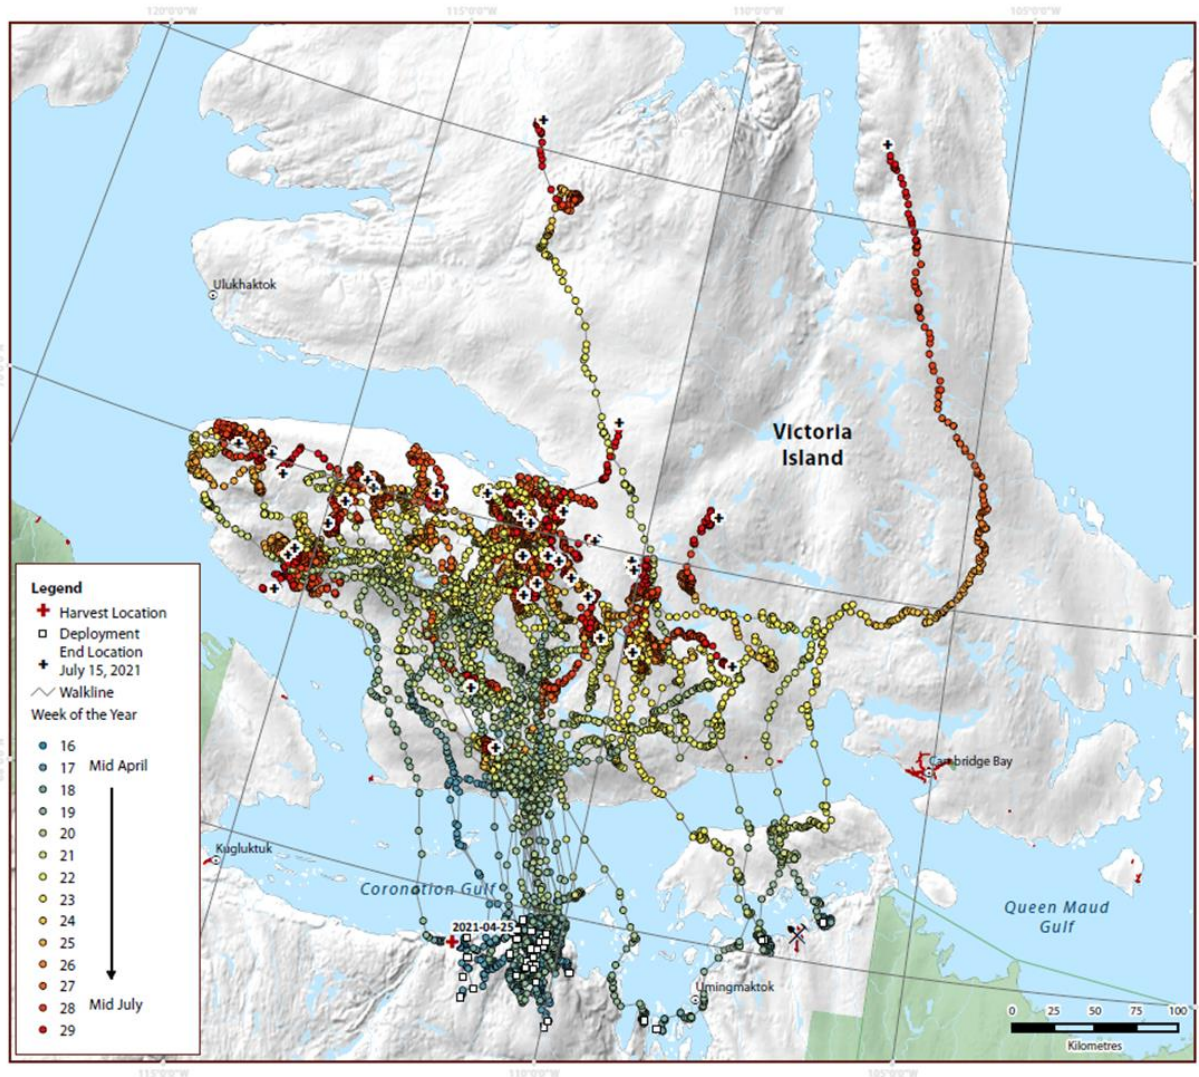 120°0'0"W
115°0'0"W
110°0'0"W
105°0'0"W
Ulukhaktok
Victoria
Island
Legend
Harvest Location
Deployment
End Location
July 15, 2021
Walkline
Week of the Year
16
17
Mid April
18
19
20
21
22
23
24
25
26
27
28
Mid July
29
Cambridge Bay
Kugluktuk
Coronation Gulf
2021-04-25
Queen Maud
Gulf
Umingmaktok
0
25
50
75
100
Kilometres
115°0'0"W
110°0'0"W
105°0'0"W